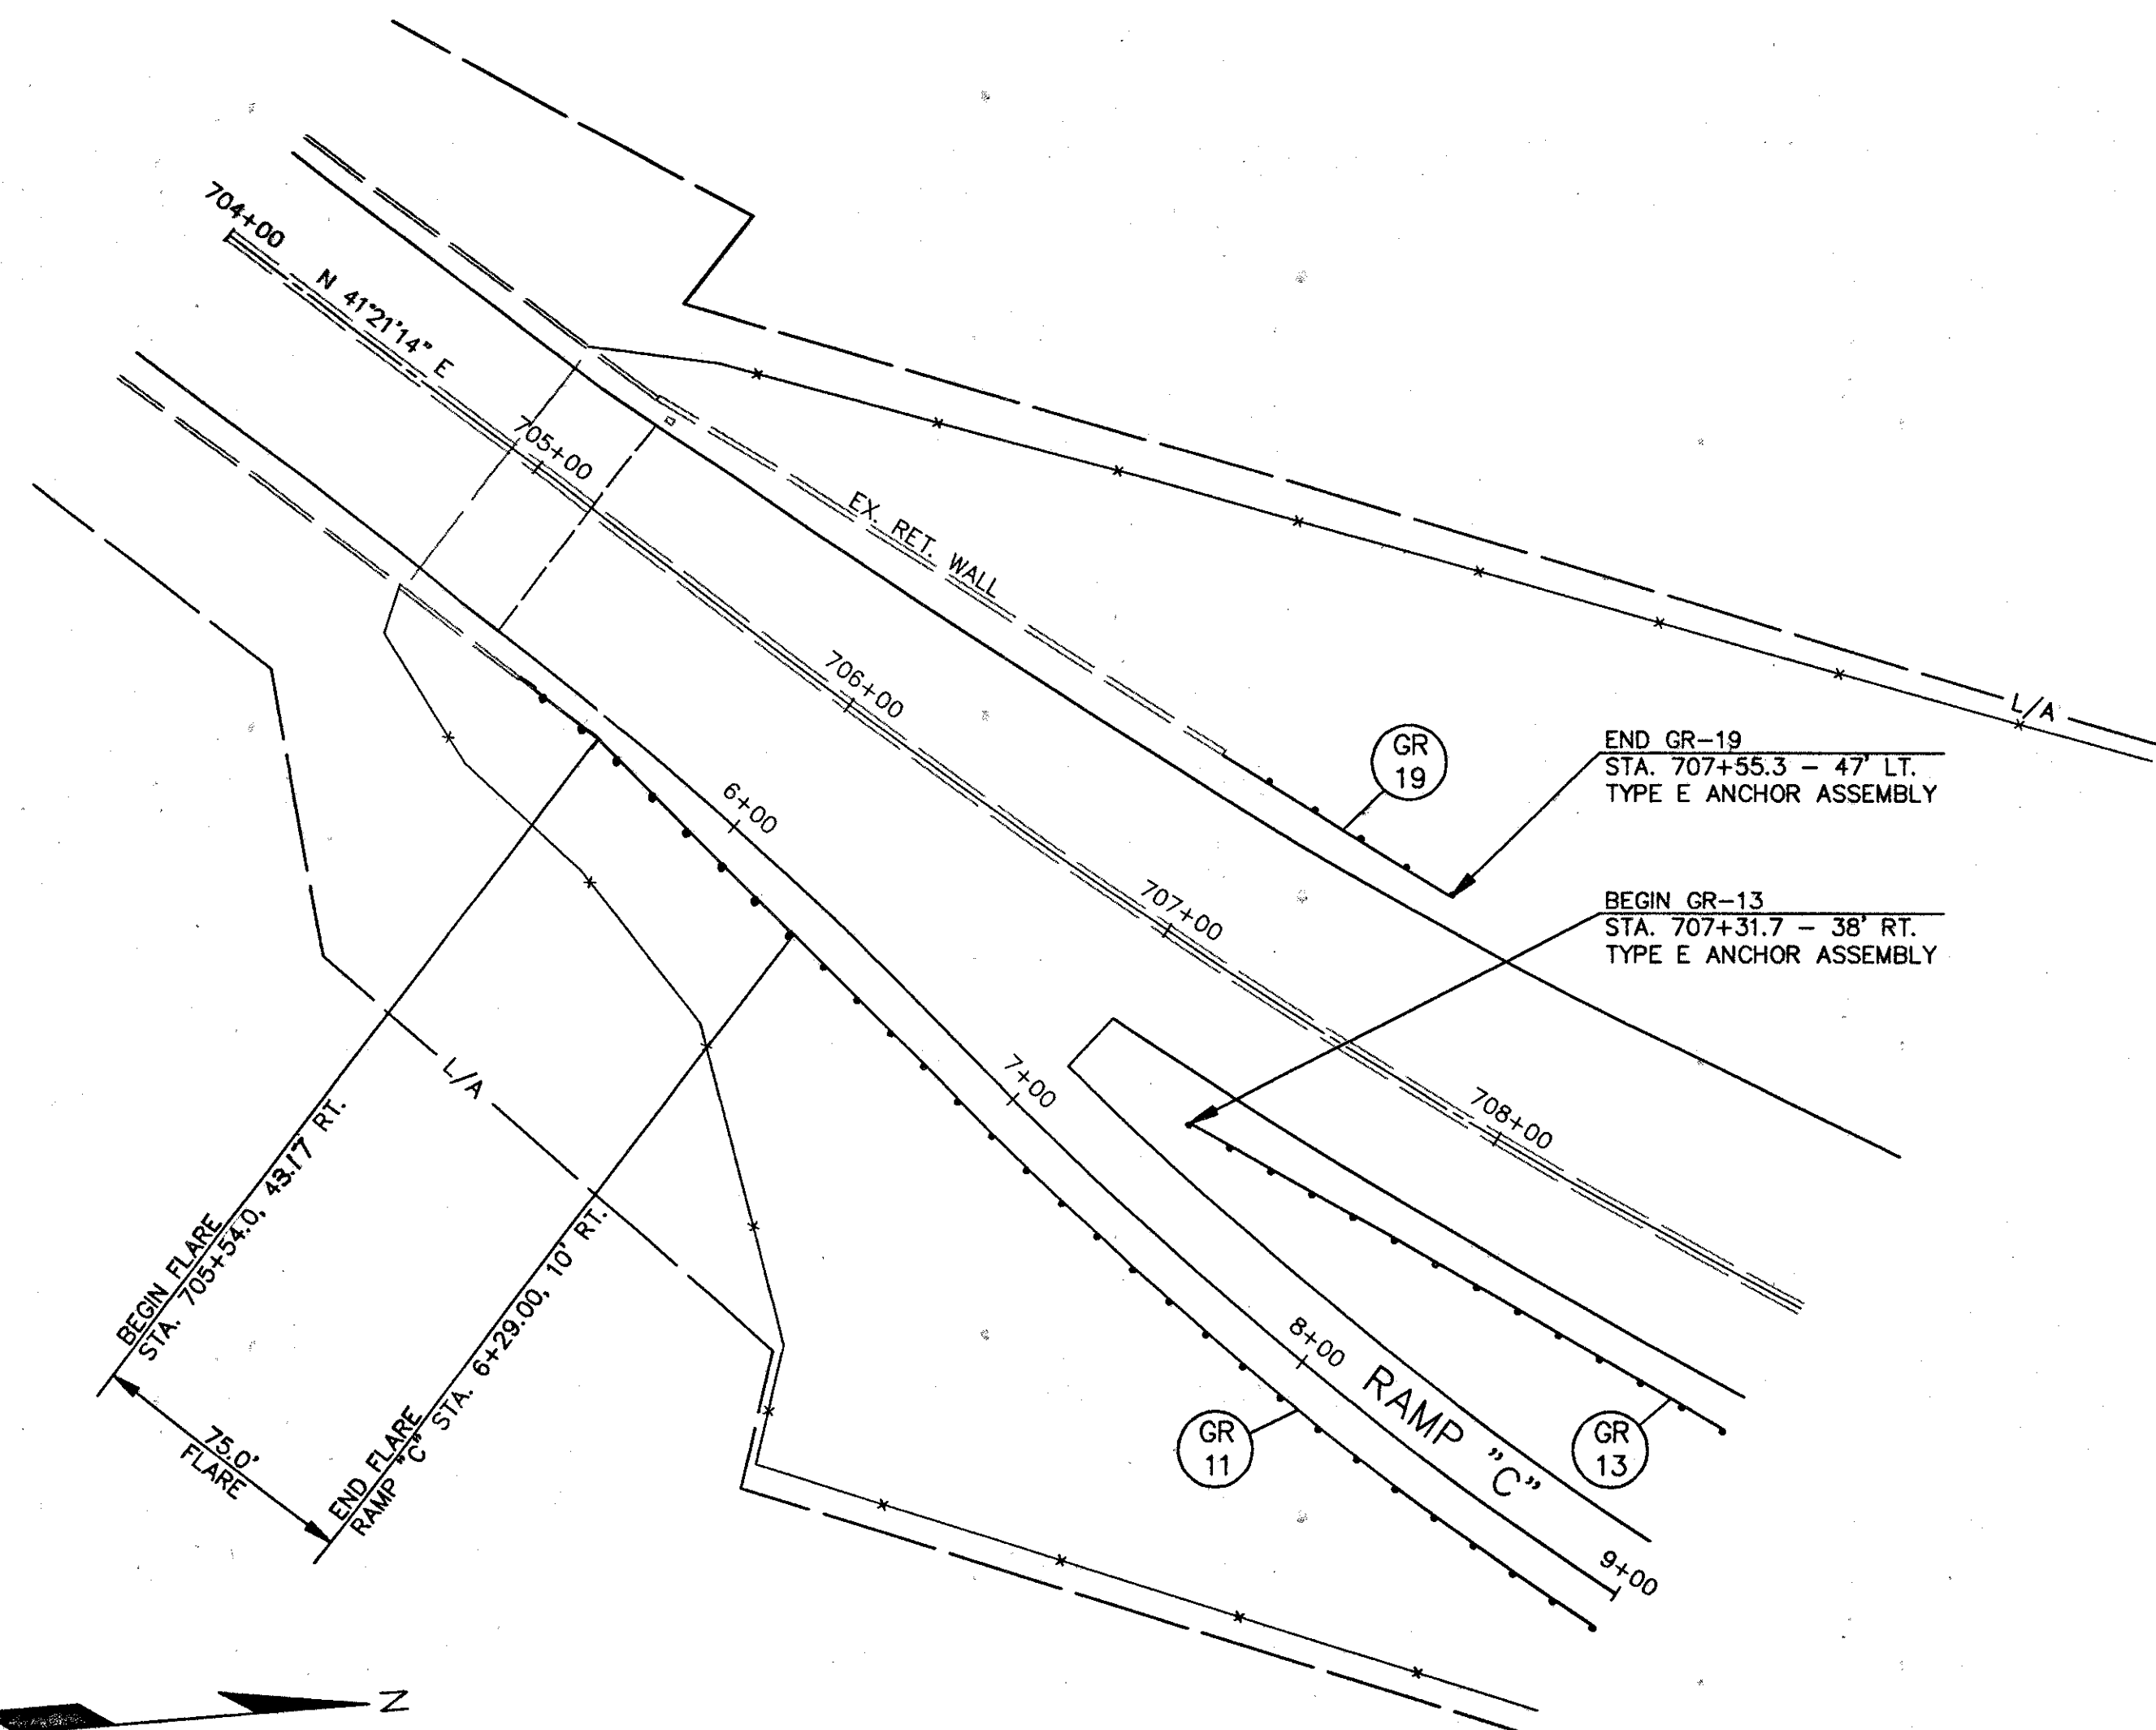 704+00
N 41°21'14" E
705+00
EX. RET. WALL
706+00
L/A
GR
19
END GR-19
STA. 707+55.3 - 47' LT.
TYPE E ANCHOR ASSEMBLY
6+00
707+00
BEGIN GR-13
STA. 707+31.7 - 38' RT.
TYPE E ANCHOR ASSEMBLY
L/A
7+00
708+00
BEGIN FLARE
STA. 705+54.0, 43.17 RT.
END FLARE
RAMP "C" STA. 6+29.00, 10' RT.
75.0'
FLARE
8+00
RAMP "C"
GR
11
GR
13
9+00
N